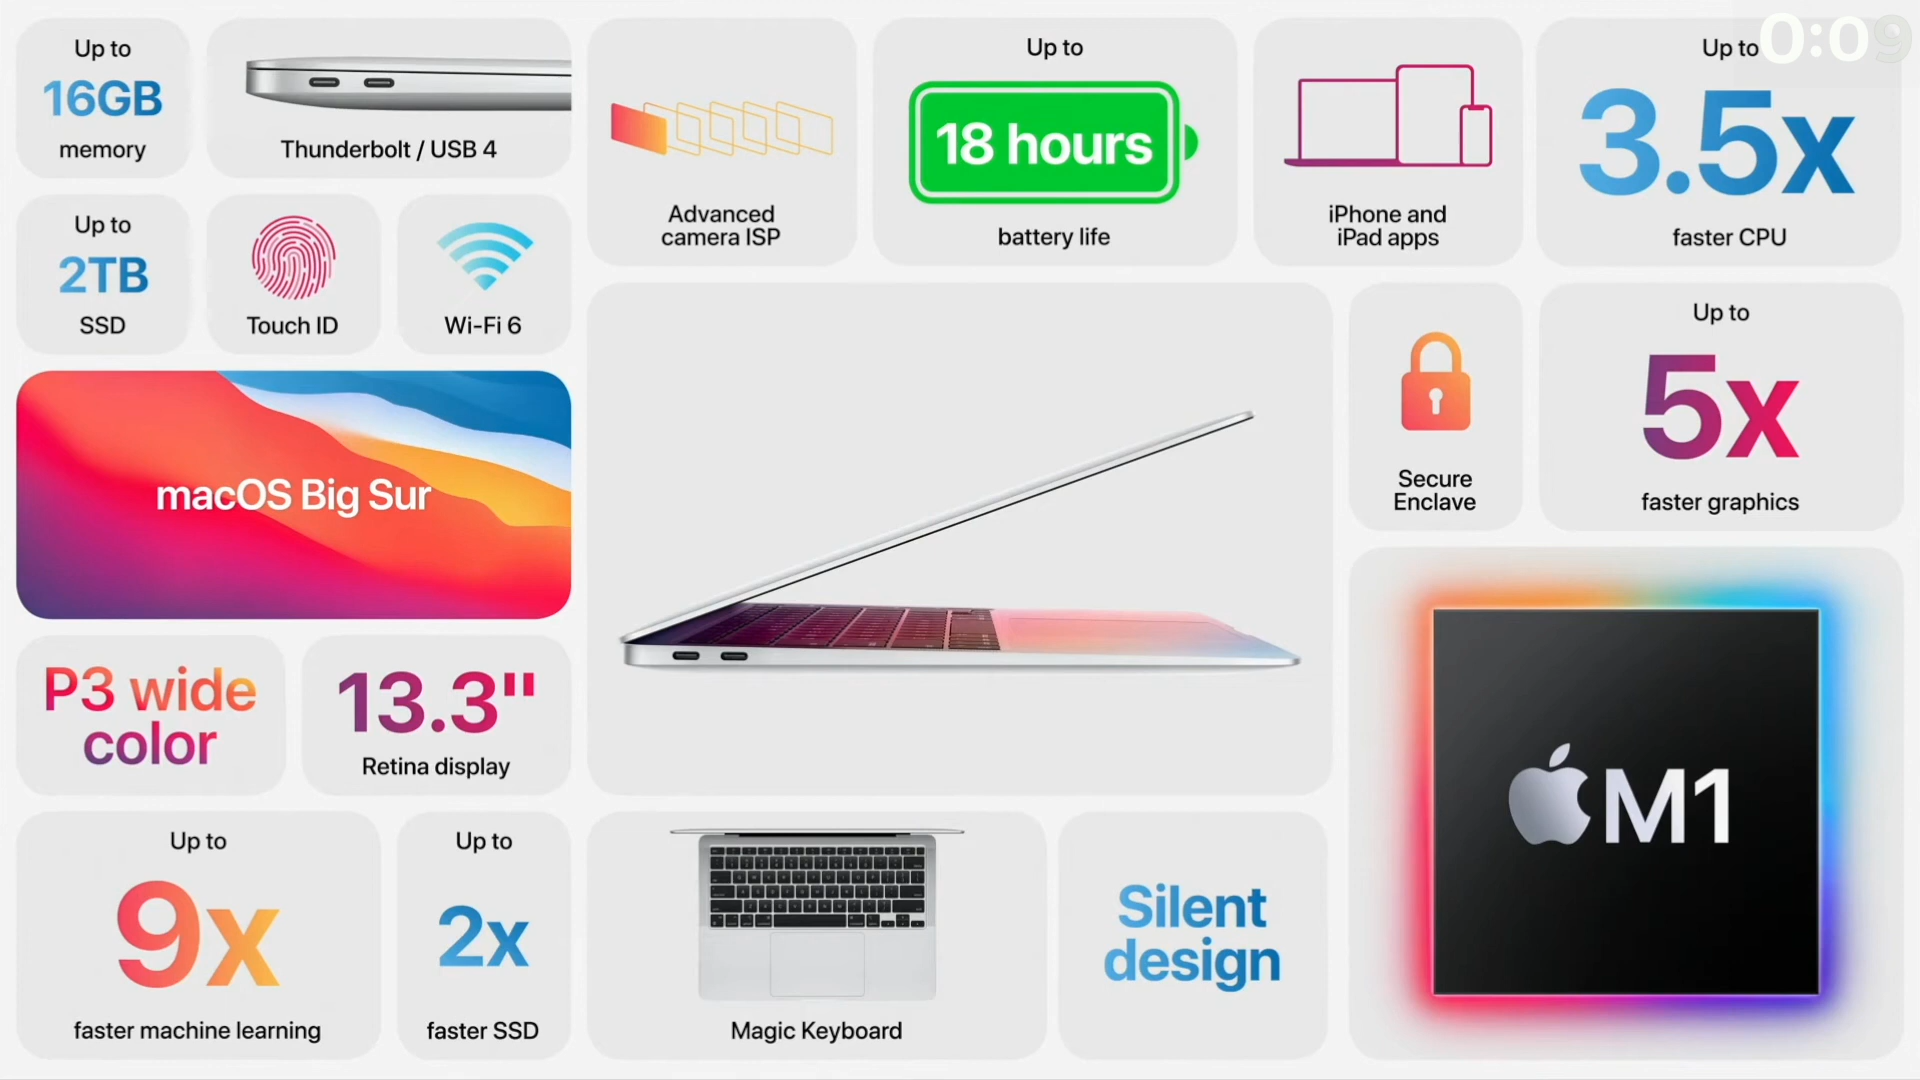 Up to
16GB
memory
Thunderbolt / USB 4
Advanced
camera ISP
Up to
18 hours
battery life
iPhone and
iPad apps
Up to
3.5x
faster CPU
0:09
Up to
2TB
SSD
Touch ID
Wi-Fi 6
macOS Big Sur
Secure
Enclave
Up to
5x
faster graphics
P3 wide
color
13.3"
Retina display
M1
Up to
9x
faster machine learning
Up to
2x
faster SSD
Magic Keyboard
Silent
design